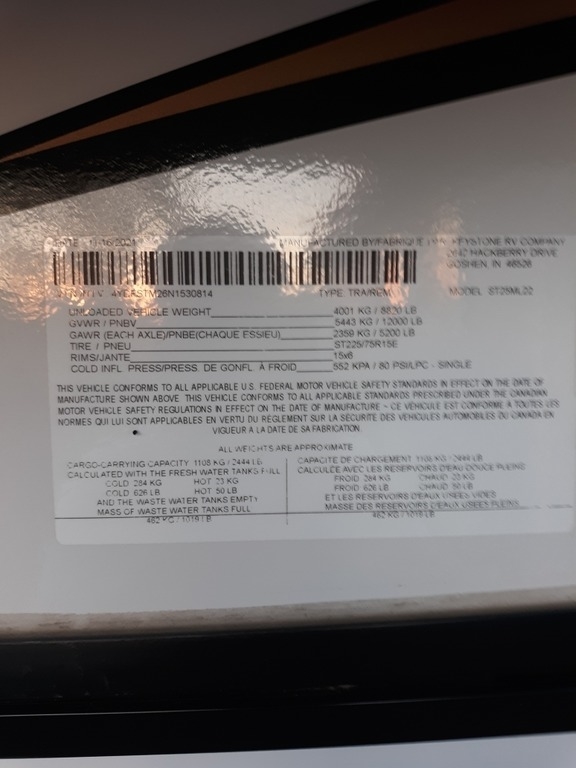 MANUFACTURED BY/FABRIQUE KEYSTONE RV COMPANY
HACKBERRY DRIVE
GOSHEN, IN 46526
TYPE: TRA/REM MODEL ST25ML22
UNLOADED VEHICLE WEIGHT 4001 KG / 8820 LB
GVWR / PNBV 5443 KG / 12000 LB
GAWR (EACH AXLE)/PNBE(CHAQUE ESSIEU) 2359 KG / 5200 LB
TIRE / PNEU ST225/75R15E
RIMS/JANTE 15x6
COLD INFL. PRESS/PRESS. DE GONFL. À FROID 552 KPA / 80 PSI/LPC - SINGLE
THIS VEHICLE CONFORMS TO ALL APPLICABLE U.S. FEDERAL MOTOR VEHICLE SAFETY STANDARDS IN EFFECT ON THE DATE OF
MANUFACTURE SHOWN ABOVE. THIS VEHICLE CONFORMS TO ALL APPLICABLE STANDARDS PRESCRIBED UNDER THE CANADIAN
MOTOR VEHICLE SAFETY REGULATIONS IN EFFECT ON THE DATE OF MANUFACTURE - CE VEHICULE EST CONFORME A TOUTES LES
NORMES QUI LUI SONT APPLICABLES EN VERTU DU RÈGLEMENT SUR LA SECURITE DES VÉHICULES AUTOMOBILES DU CANADA EN
VIGUEUR A LA DATE DE SA FABRICATION.
ALL WEIGHTS ARE APPROXIMATE
CARGO-CARRYING CAPACITY 1108 KG / 2444 LB
CALCULATED WITH THE FRESH WATER TANKS FULL
COLD 284 KG HOT 23 KG
COLD 626 LB HOT 50 LB
AND THE WASTE WATER TANKS EMPTY
MASS OF WASTE WATER TANKS FULL
462 KG / 1019 LB
CAPACITE DE CHARGEMENT 1108 KG / 2444 LB
CALCULÉE AVEC LES RESERVOIRS D'EAU DOUCE PLEINS
FROID 284 KG CHAUD 23 KG
FROID 626 LB CHAUD 50 LB
ET LES RESERVOIRS D'EAUX USÉES VIDES
MASSE DES RESERVOIRS D'EAUX USÉES PLEINS
462 KG / 1019 LB